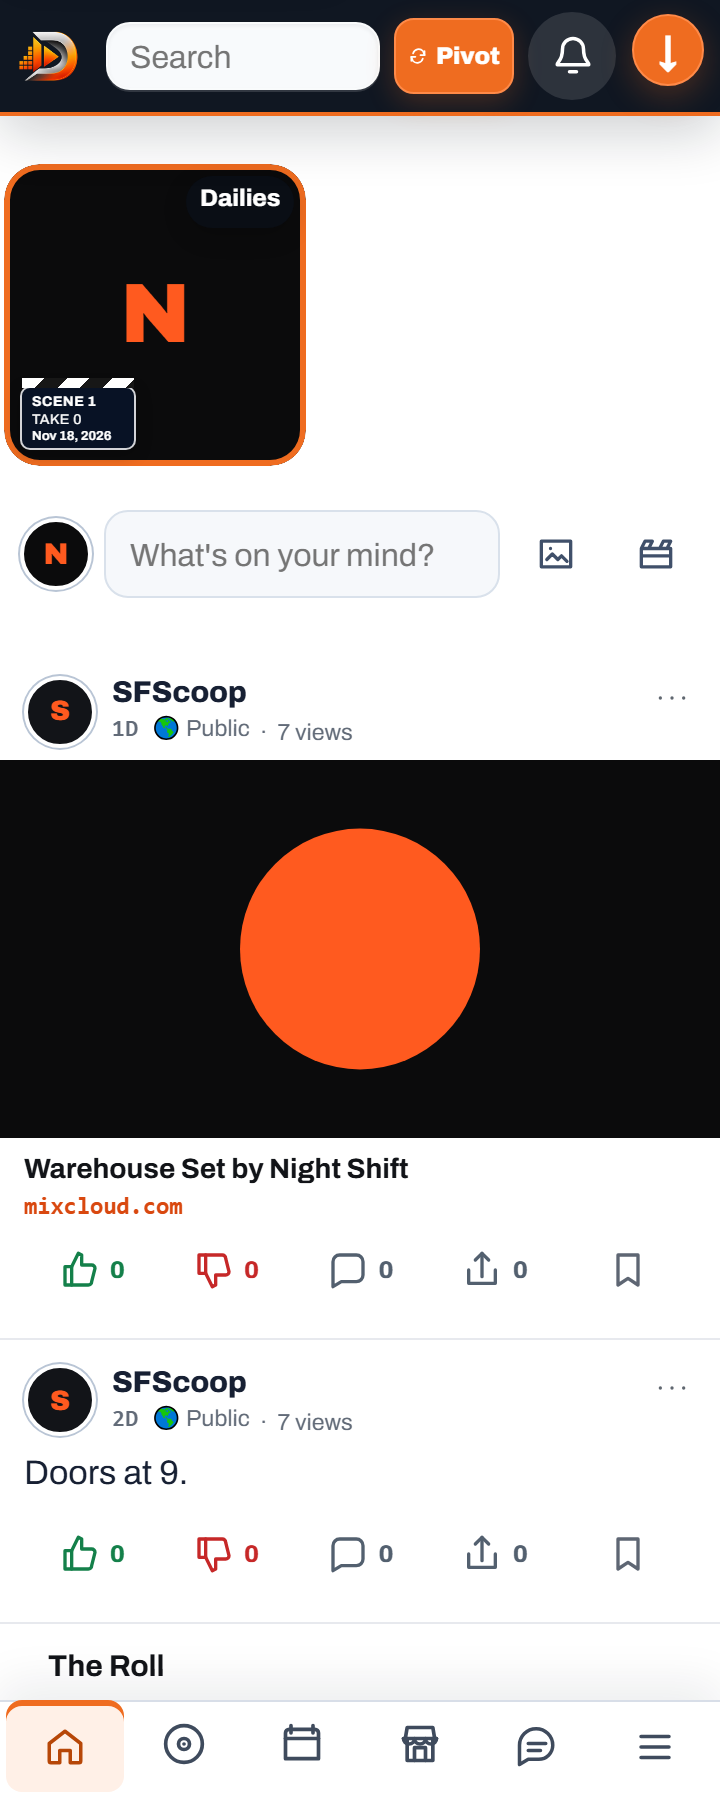 Search
Pivot
Dailies
N
SCENE 1
TAKE 0
Nov 18, 2026
N
What's on your mind?
S
SFScoop
1D Public · 7 views
Warehouse Set by Night Shift
mixcloud.com
0 0 0 0
S
SFScoop
2D Public · 7 views
Doors at 9.
0 0 0 0
The Roll